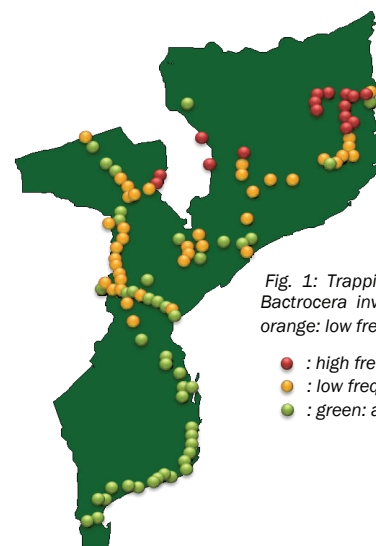 Fig. 1: Trappi
Bactrocera inv
orange: low fre
: high fre
: low freq
: green: a